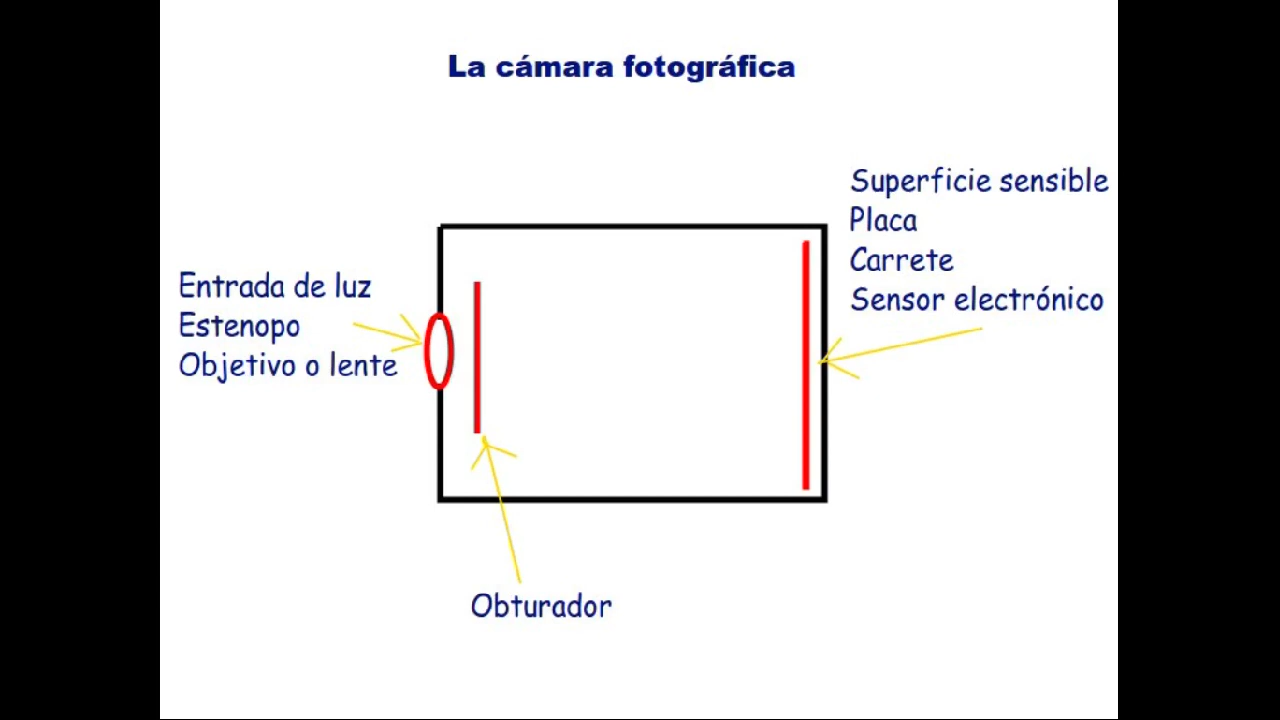 La cámara fotográfica
Superficie sensible
Placa
Carrete
Sensor electrónico
Entrada de luz
Estenopo
Objetivo o lente
Obturador